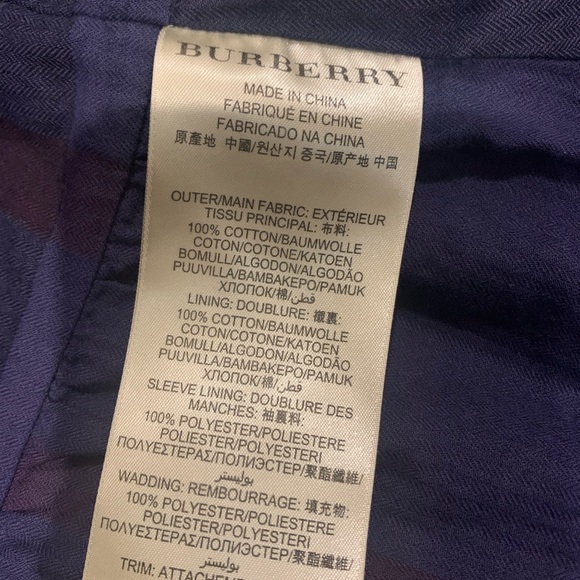 BURBERRY
MADE IN CHINA
FABRIQUÉ EN CHINE
FABRICADO NA CHINA
原產地 中國/원산지 중국/原产地 中国
OUTER/MAIN FABRIC: EXTÉRIEUR
TISSU PRINCIPAL: 布料:
100% COTTON/BAUMWOLLE
COTON/COTONE/KATOEN
BOMULL/ALGODON/ALGODÃO
PUUVILLA/BAMBAKEPO/PAMUK
ХЛОПОК/棉/قطن/
LINING: DOUBLURE: 襯裏:
100% COTTON/BAUMWOLLE
COTON/COTONE/KATOEN
BOMULL/ALGODON/ALGODÃO
PUUVILLA/BAMBAKEPO/PAMUK
ХЛОПОК/棉/قطن/
SLEEVE LINING: DOUBLURE DES
MANCHES: 袖裏料:
100% POLYESTER/POLIESTERE
POLIESTER/POLYESTERI
ΠΟΛΥΕΣΤΕΡΑΣ/ПОЛИЭСТЕР/聚酯纖維/
بوليستر/
WADDING: REMBOURRAGE: 填充物:
100% POLYESTER/POLIESTERE
POLIESTER/POLYESTERI
ΠΟΛΥΕΣΤΕΡΑΣ/ПОЛИЭСТЕР/聚酯纖維/
بوليستر/
TRIM: ATTACHE